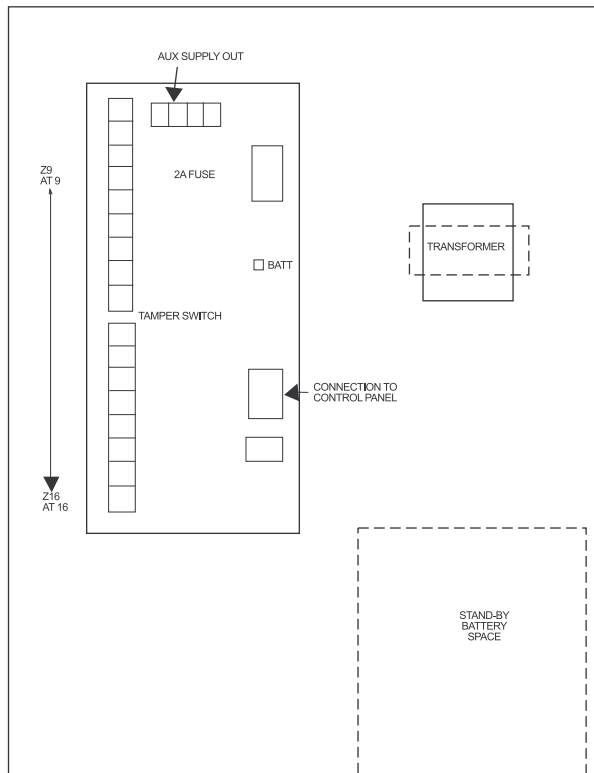 AUX SUPPLY OUT
Z9
AT 9
2A FUSE
TRANSFORMER
BATT
TAMPER SWITCH
CONNECTION TO
CONTROL PANEL
Z16
AT 16
STAND-BY
BATTERY
SPACE